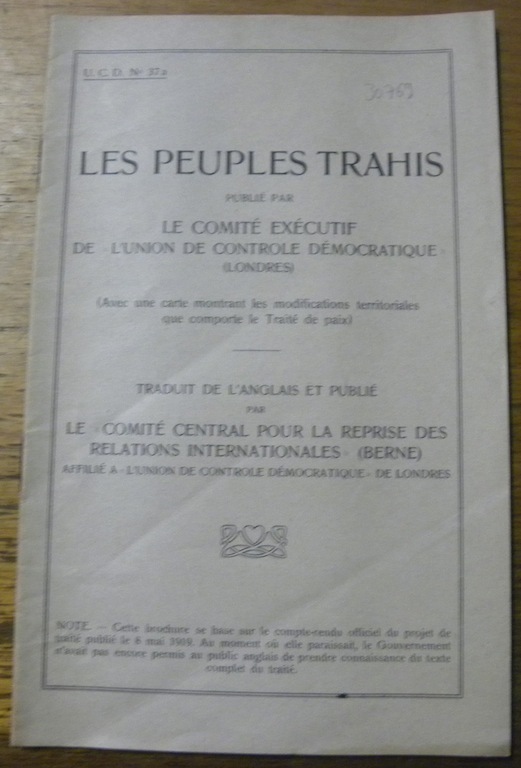 U. C. D. Nº 37a
30769
LES PEUPLES TRAHIS
PUBLIÉ PAR
LE COMITÉ EXÉCUTIF
DE «L'UNION DE CONTROLE DÉMOCRATIQUE»
(LONDRES)
(Avec une carte montrant les modifications territoriales
que comporte le Traité de paix)
TRADUIT DE L'ANGLAIS ET PUBLIÉ
PAR
LE «COMITÉ CENTRAL POUR LA REPRISE DES
RELATIONS INTERNATIONALES» (BERNE)
AFFILIÉ A «L'UNION DE CONTROLE DÉMOCRATIQUE» DE LONDRES
NOTE. — Cette brochure se base sur le compte-rendu officiel du projet de
traité publié le 6 mai 1919. Au moment où elle paraissait, le Gouvernement
n'avait pas encore permis au public anglais de prendre connaissance du texte
complet du traité.